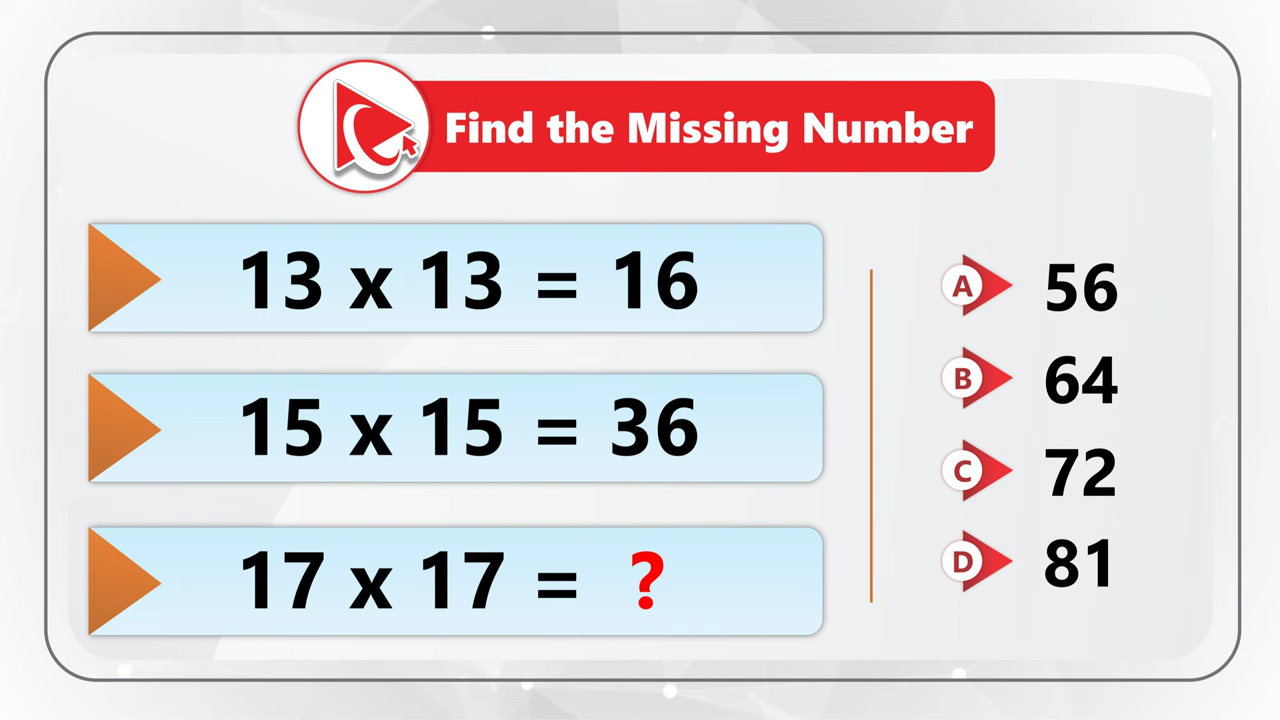 Find the Missing Number
13 x 13 = 16
15 x 15 = 36
17 x 17 = ?
A 56
B 64
C 72
D 81